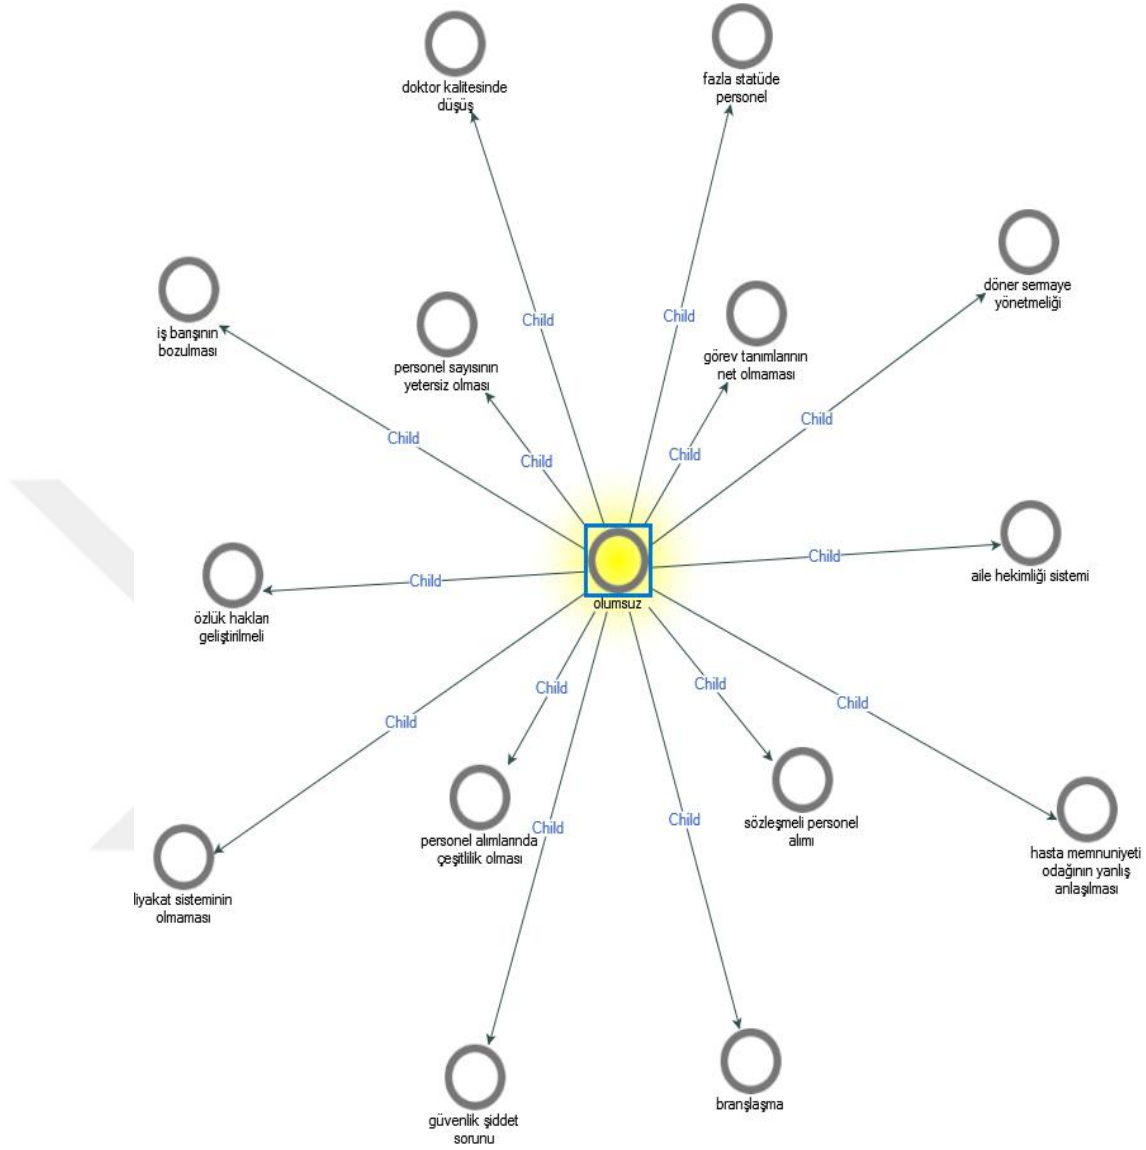 doktor kalitesinde
düşüş
fazla statüde
personel
döner sermaye
yönetmeliği
iş barışının
bozulması
Child
Child
personel sayısının
yetersiz olması
görev tanımlarının
net olmaması
Child
Child
Child
Child
aile hekimliği sistemi
Child
Child
olumsuz
özlük hakları
geliştirilmeli
Child
Child
Child
Child
personel alımlarında
çeşitlilik olması
Child
Child
sözleşmeli personel
alımı
hasta memnuniyeti
odağının yanlış
anlaşılması
liyakat sisteminin
olmaması
güvenlik şiddet
sorunu
branşlaşma